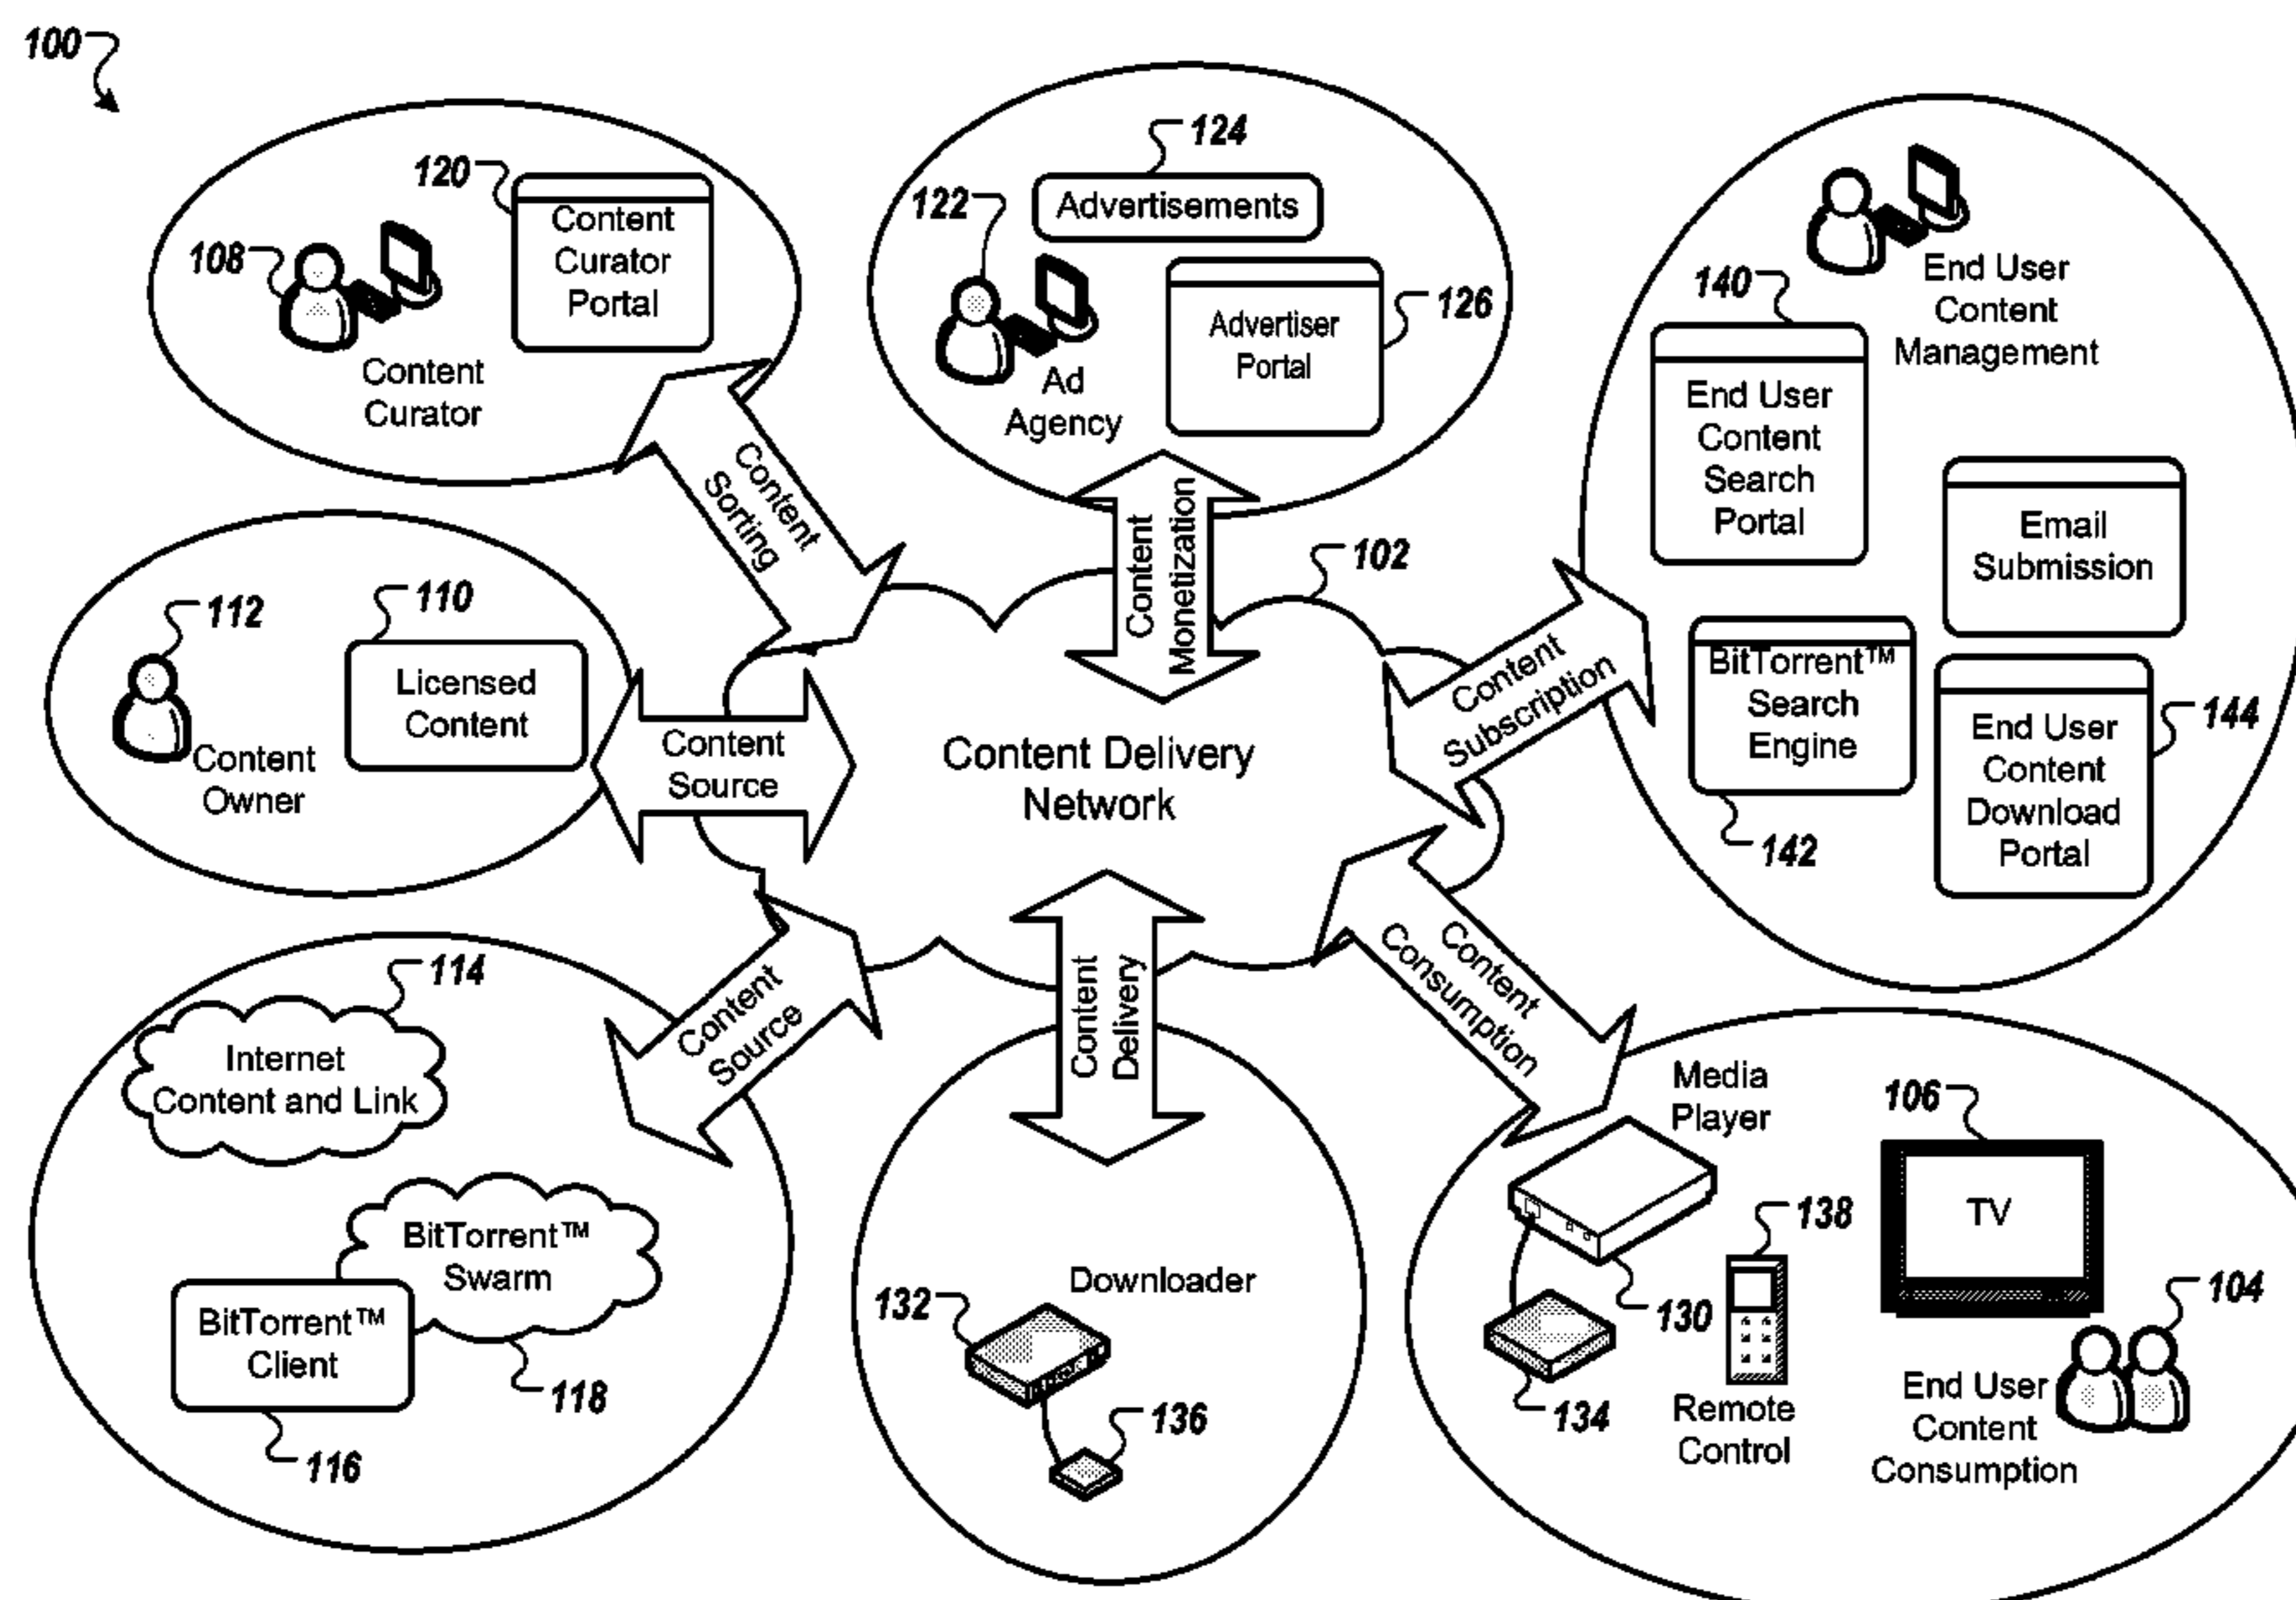 100
120
Content
Curator
Portal
108
Content
Curator
124
Advertisements
122
Advertiser
Portal
126
Ad
Agency
End User
Content
Management
140
End User
Content
Search
Portal
Email
Submission
BitTorrent™
Search
Engine
142
End User
Content
Download
Portal
144
Content
Sorting
Content
Monetization
102
Content
Subscription
112
110
Licensed
Content
Content
Owner
Content
Source
Content Delivery
Network
Content
Source
Content
Delivery
Content
Consumption
114
Internet
Content and Link
BitTorrent™
Swarm
BitTorrent™
Client
118
116
Downloader
132
136
Media
Player
106
TV
138
130
134
Remote
Control
104
End User
Content
Consumption